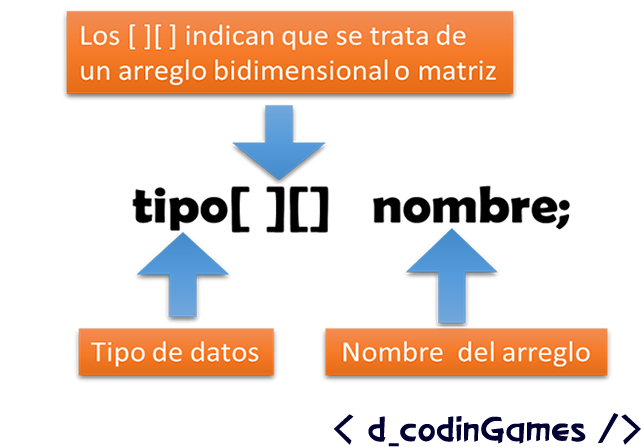 Los [ ][ ] indican que se trata de
un arreglo bidimensional o matriz
tipo[ ][] nombre;
Tipo de datos
Nombre del arreglo
< d_codinGames />